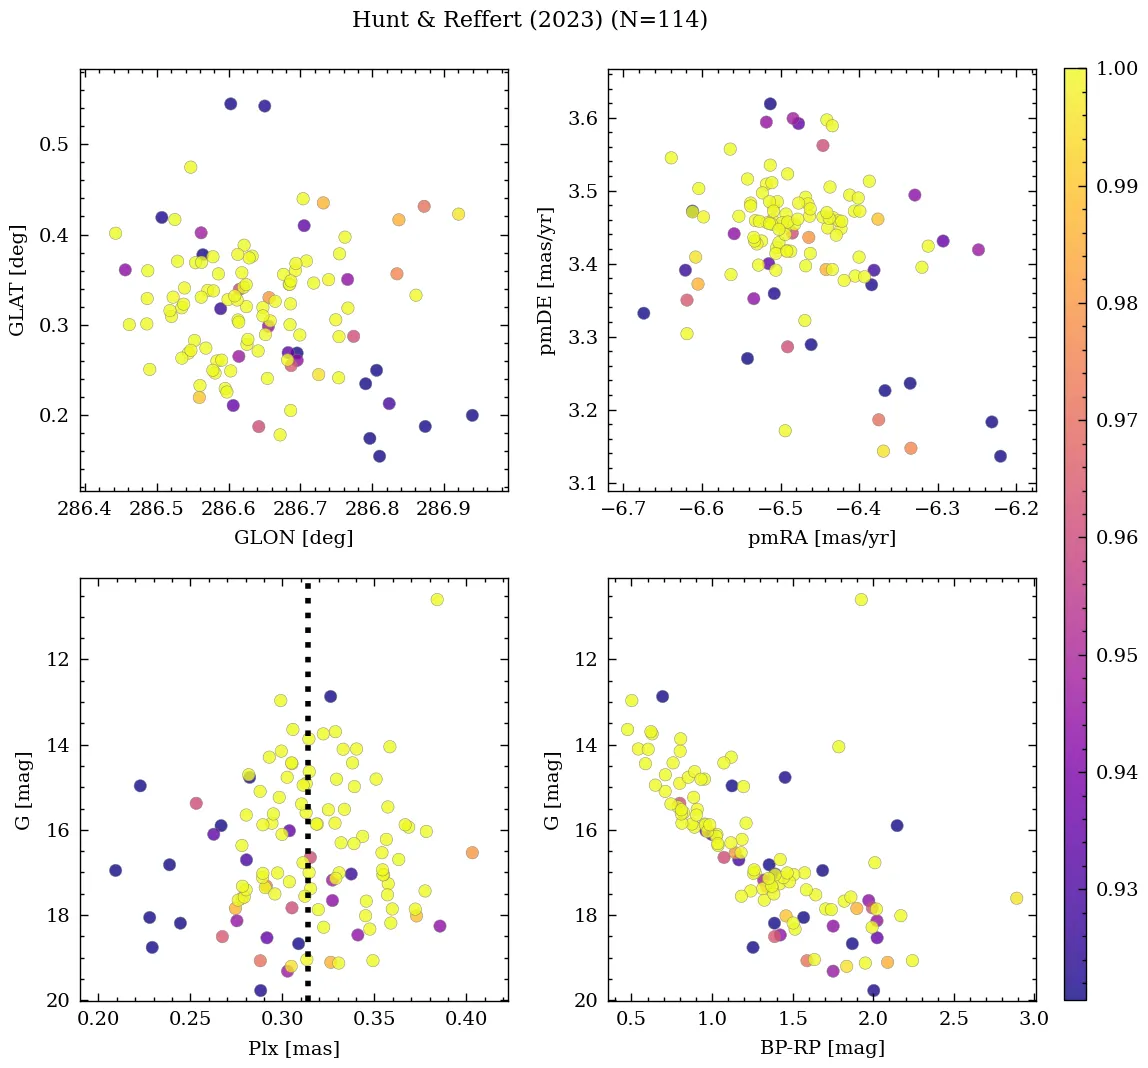 Hunt & Reffert (2023) (N=114)
0.5
0.4
0.3
0.2
GLAT [deg]
286.4 286.5 286.6 286.7 286.8 286.9
GLON [deg]
3.6
3.5
3.4
3.3
3.2
3.1
pmDE [mas/yr]
−6.7 −6.6 −6.5 −6.4 −6.3 −6.2
pmRA [mas/yr]
12
14
16
18
20
G [mag]
0.20 0.25 0.30 0.35 0.40
Plx [mas]
12
14
16
18
20
G [mag]
0.5 1.0 1.5 2.0 2.5 3.0
BP-RP [mag]
1.00
0.99
0.98
0.97
0.96
0.95
0.94
0.93